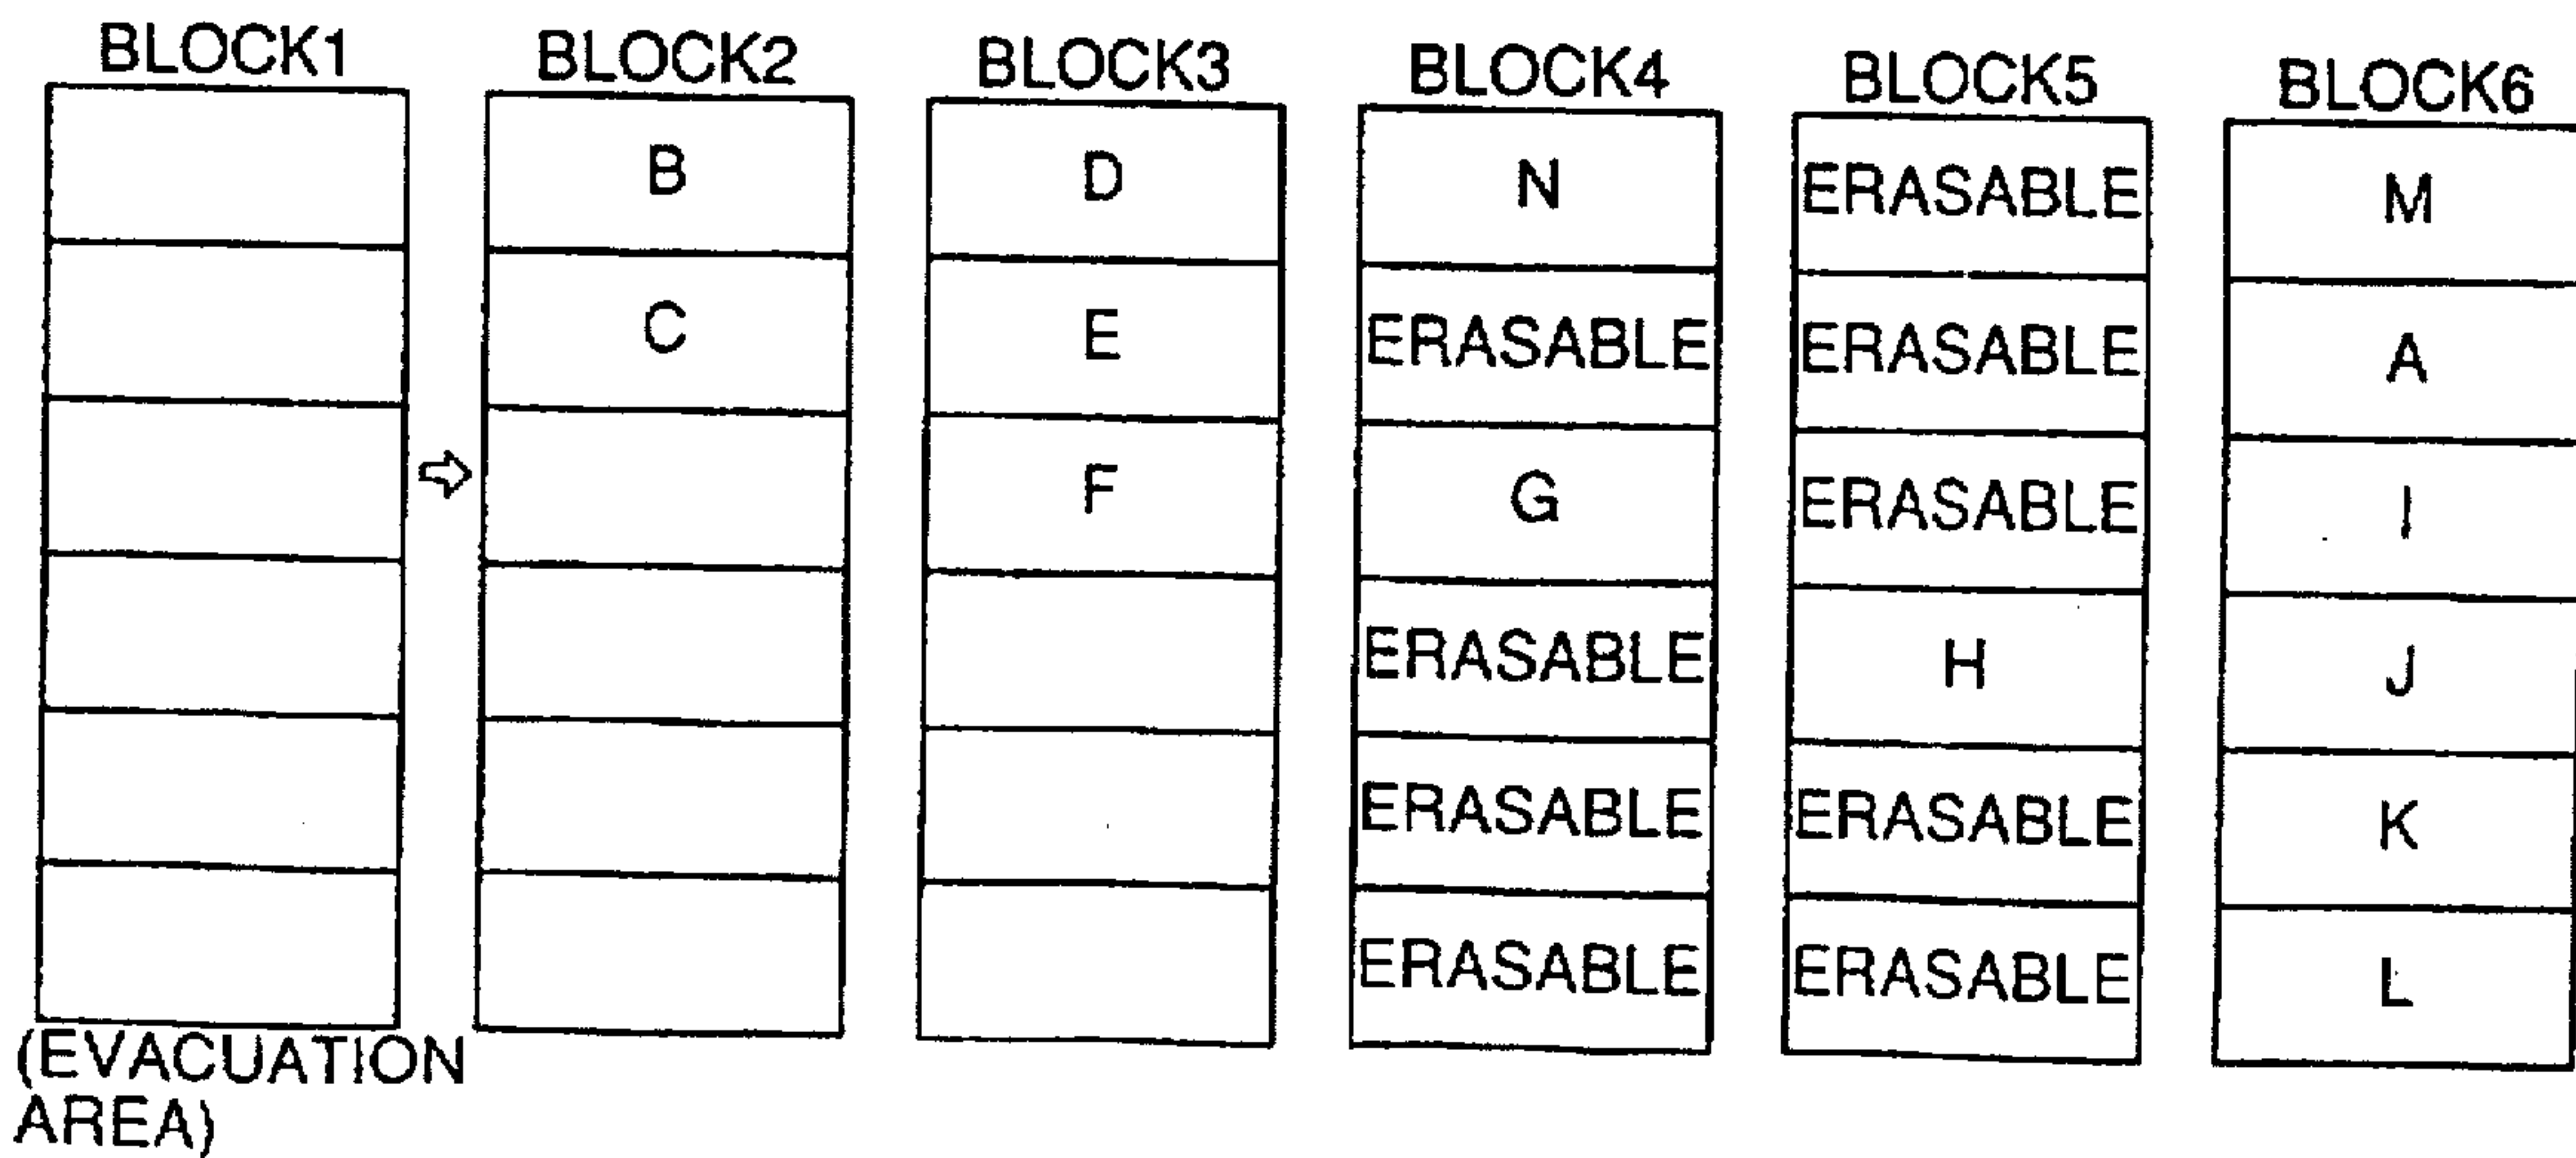 BLOCK1 BLOCK2 BLOCK3 BLOCK4 BLOCK5 BLOCK6
B D N ERASABLE M
C E ERASABLE ERASABLE A
F G ERASABLE I
ERASABLE H J
ERASABLE ERASABLE K
ERASABLE ERASABLE L
(EVACUATION
AREA)